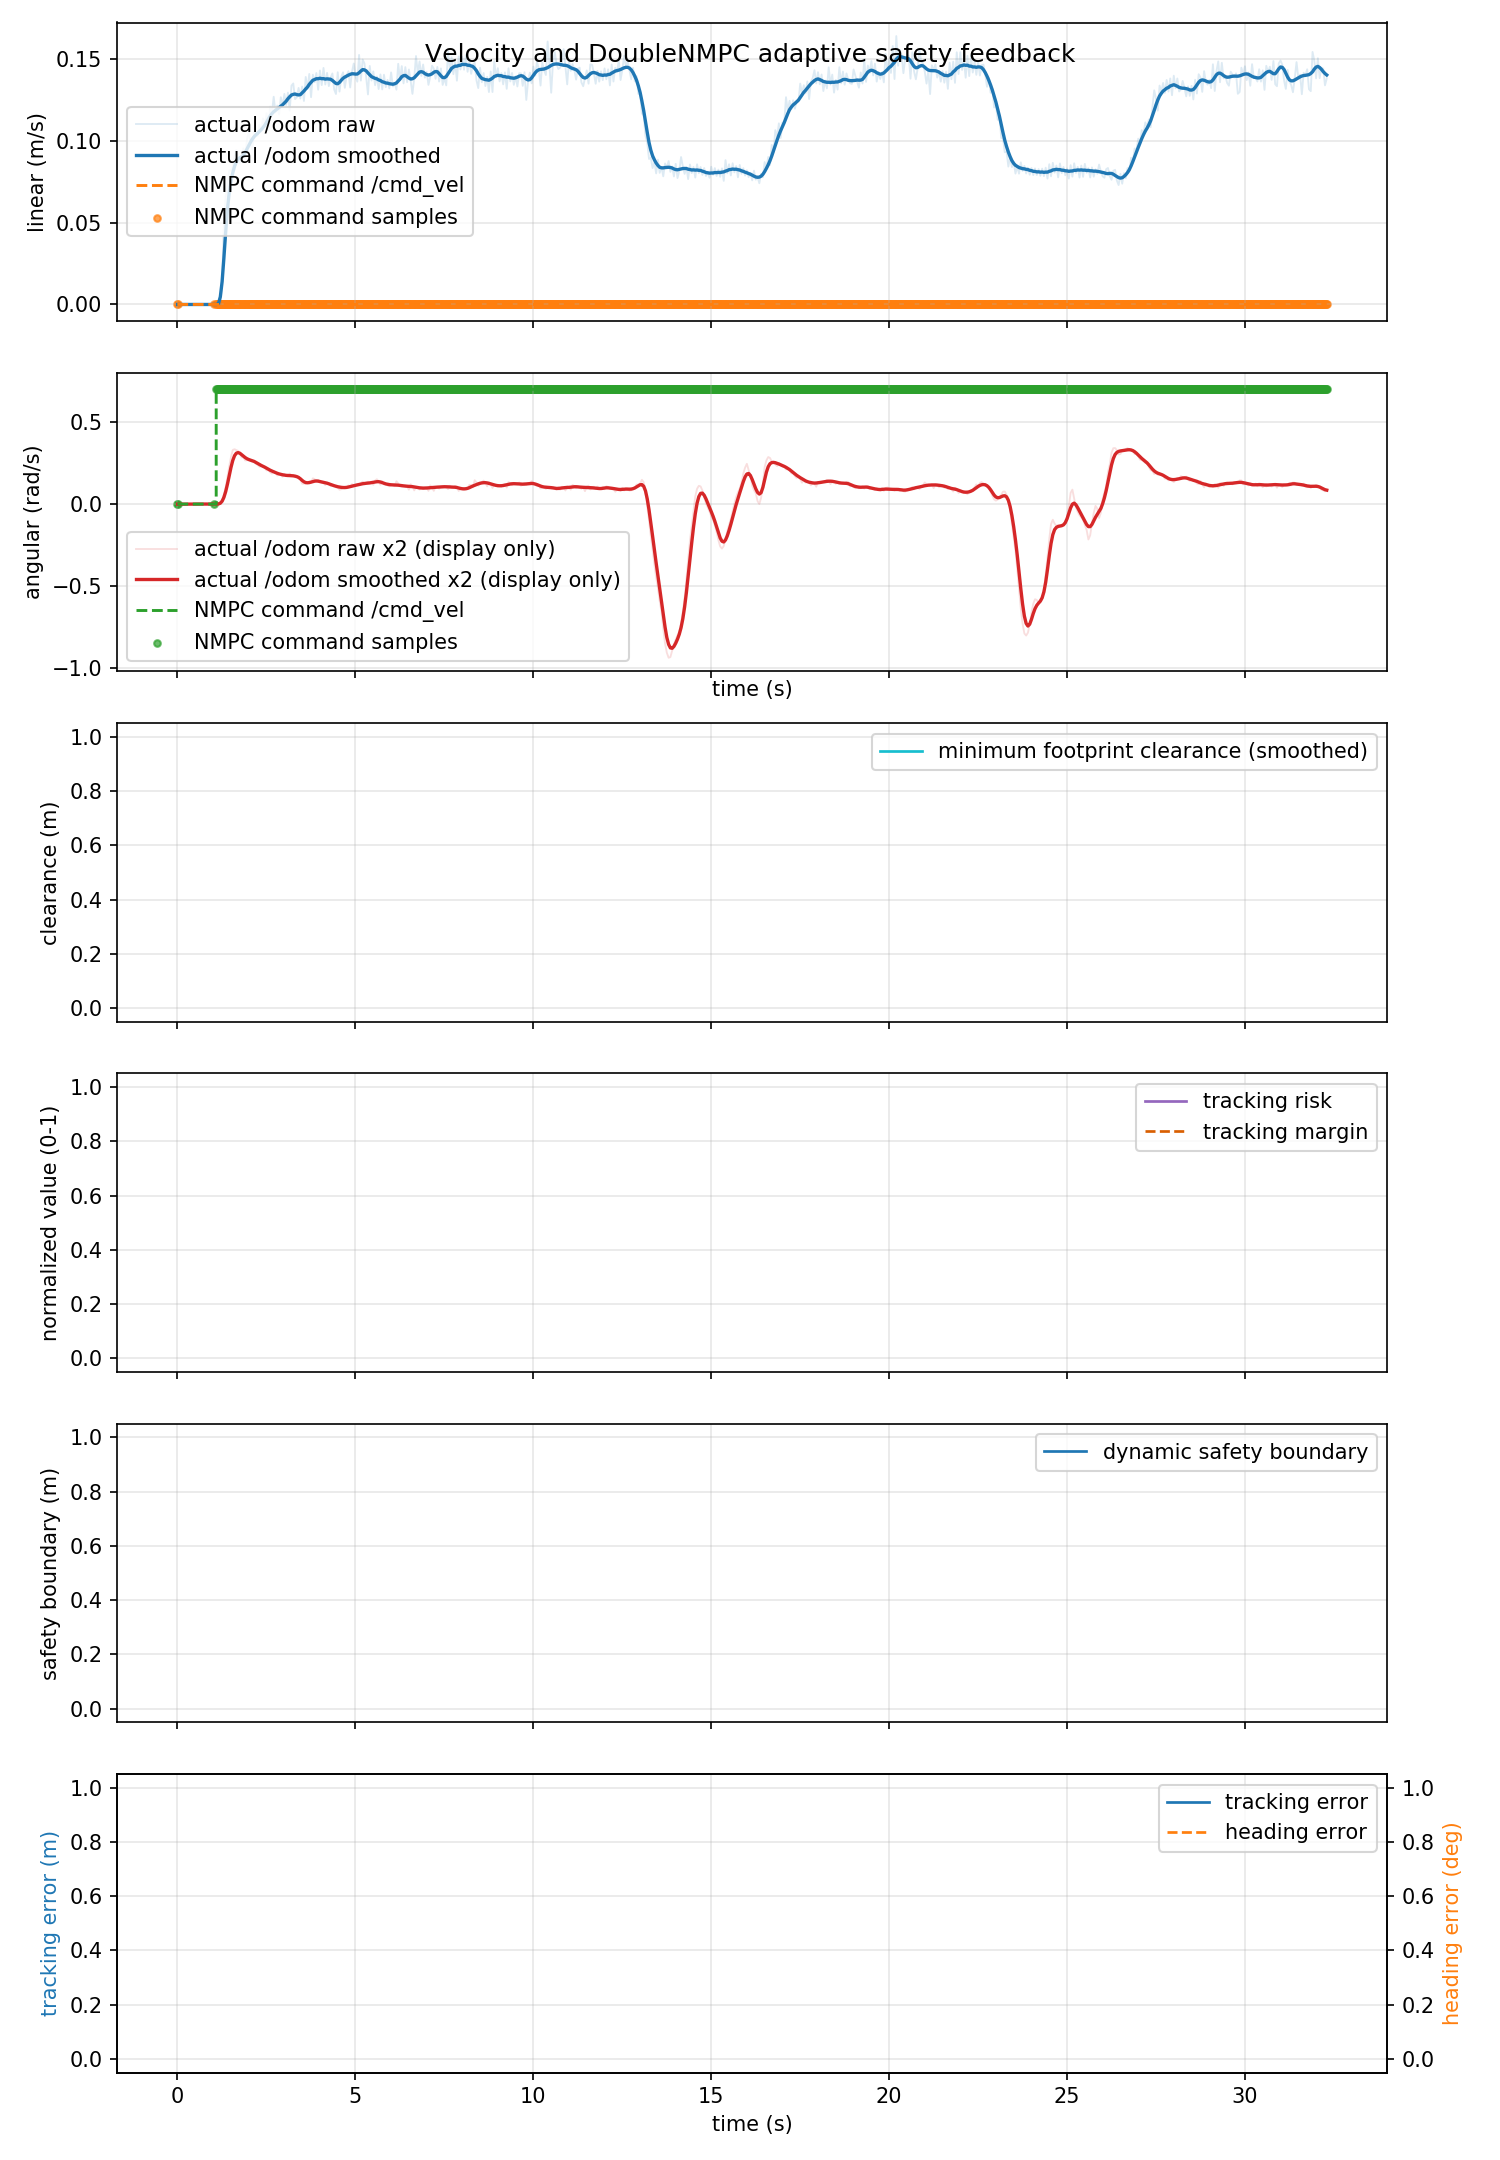 Velocity and DoubleNMPC adaptive safety feedback
linear (m/s)
0.15
0.10
0.05
0.00
actual /odom raw
actual /odom smoothed
NMPC command /cmd_vel
NMPC command samples
angular (rad/s)
0.5
0.0
−0.5
−1.0
actual /odom raw x2 (display only)
actual /odom smoothed x2 (display only)
NMPC command /cmd_vel
NMPC command samples
time (s)
clearance (m)
1.0
0.8
0.6
0.4
0.2
0.0
minimum footprint clearance (smoothed)
normalized value (0-1)
1.0
0.8
0.6
0.4
0.2
0.0
tracking risk
tracking margin
safety boundary (m)
1.0
0.8
0.6
0.4
0.2
0.0
dynamic safety boundary
tracking error (m)
1.0
0.8
0.6
0.4
0.2
0.0
tracking error
heading error
1.0
0.8
0.6
0.4
0.2
0.0
heading error (deg)
0 5 10 15 20 25 30
time (s)